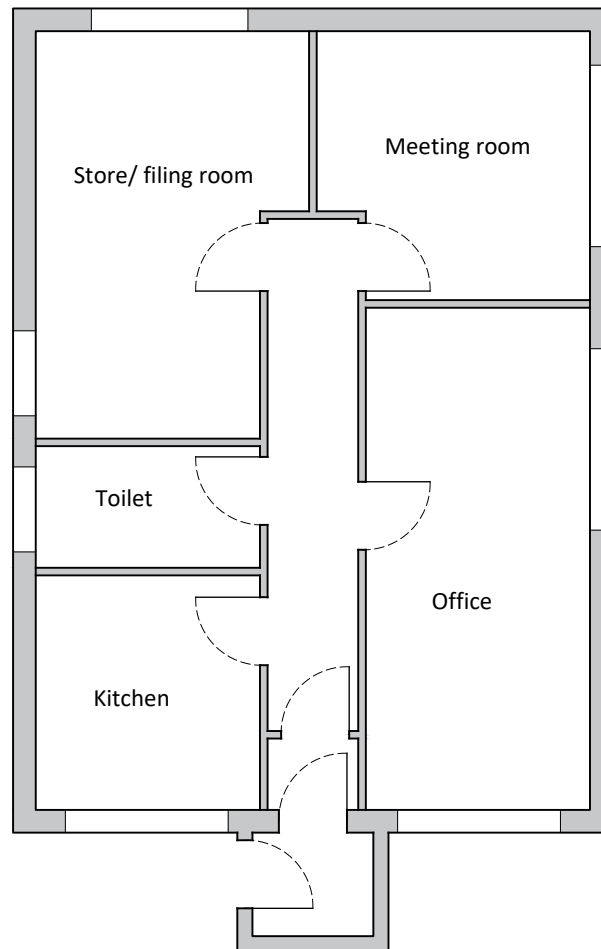 Meeting room
Store/ filing room
Toilet
Office
Kitchen